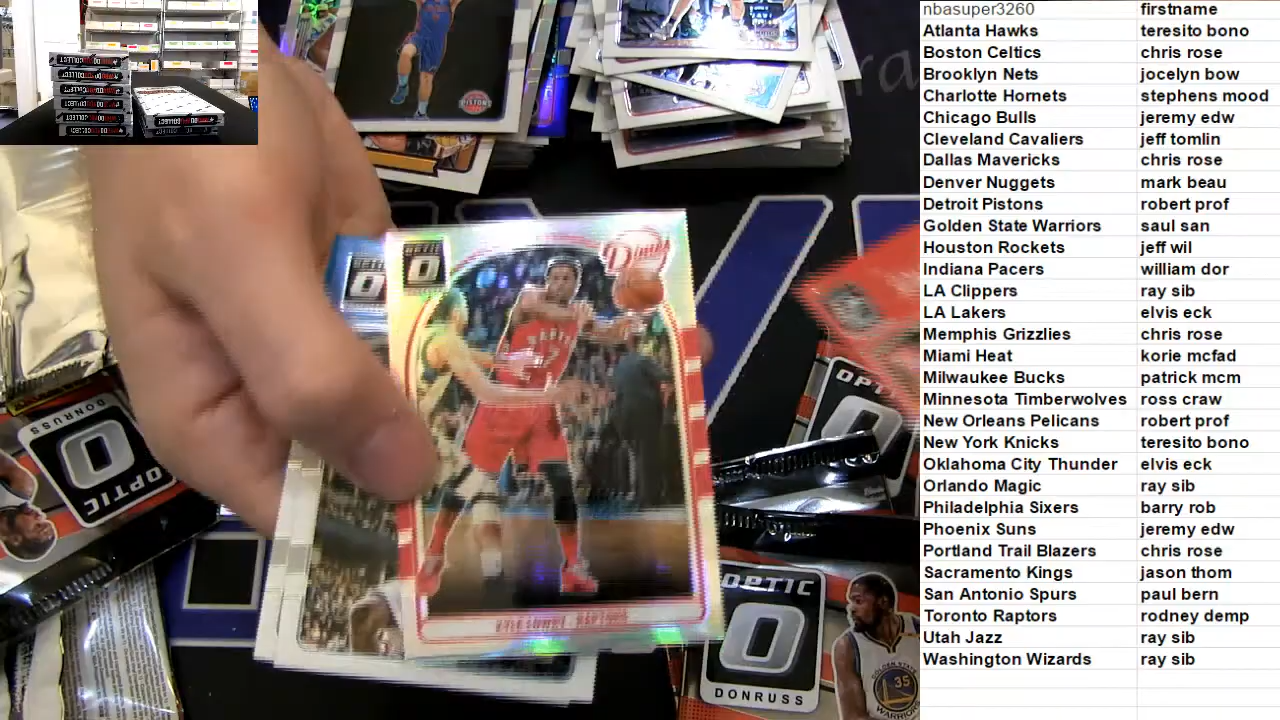 nbasuper3260 firstname
Atlanta Hawks teresito bono
Boston Celtics chris rose
Brooklyn Nets jocelyn bow
Charlotte Hornets stephens mood
Chicago Bulls jeremy edw
Cleveland Cavaliers jeff tomlin
Dallas Mavericks chris rose
Denver Nuggets mark beau
Detroit Pistons robert prof
Golden State Warriors saul san
Houston Rockets jeff wil
Indiana Pacers william dor
LA Clippers ray sib
LA Lakers elvis eck
Memphis Grizzlies chris rose
Miami Heat korie mcfad
Milwaukee Bucks patrick mcm
Minnesota Timberwolves ross craw
New Orleans Pelicans robert prof
New York Knicks teresito bono
Oklahoma City Thunder elvis eck
Orlando Magic ray sib
Philadelphia Sixers barry rob
Phoenix Suns jeremy edw
Portland Trail Blazers chris rose
Sacramento Kings jason thom
San Antonio Spurs paul bern
Toronto Raptors rodney demp
Utah Jazz ray sib
Washington Wizards ray sib
PISTONS
DONRUSS
OPTIC
OPTIC
DONRUSS
35
WARRIORS